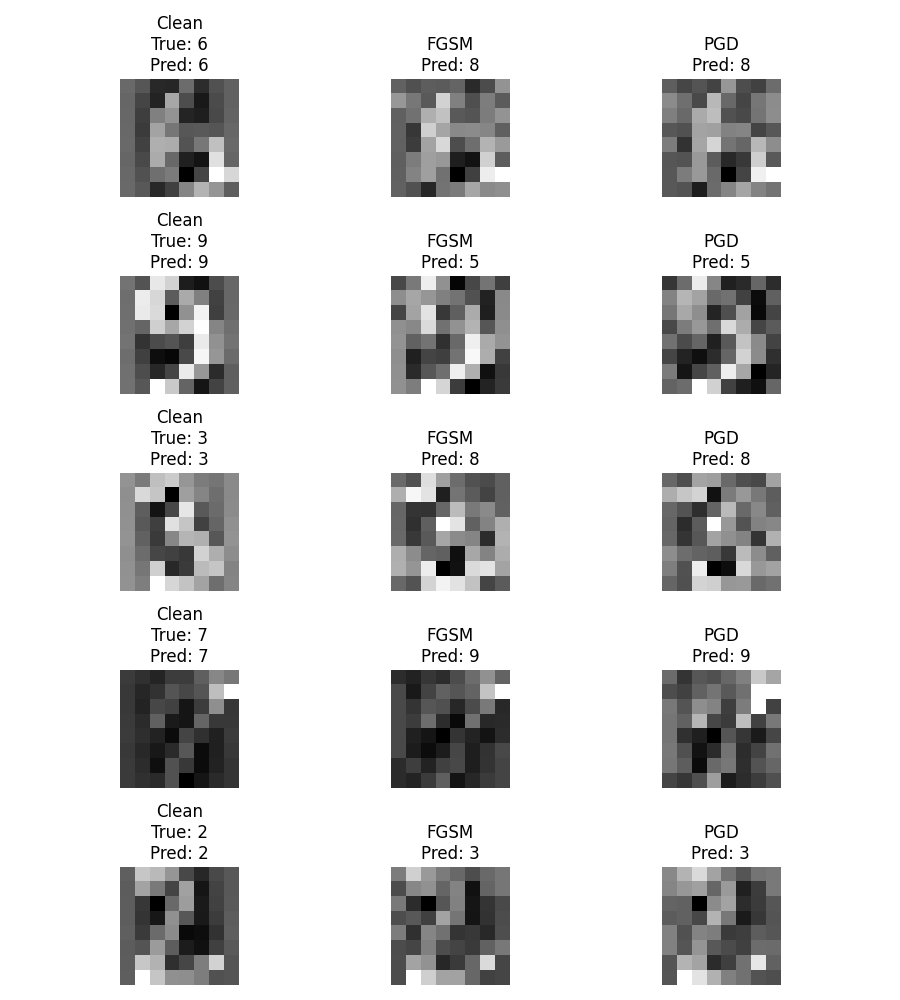 Clean
True: 6
Pred: 6
FGSM
Pred: 8
PGD
Pred: 8
Clean
True: 9
Pred: 9
FGSM
Pred: 5
PGD
Pred: 5
Clean
True: 3
Pred: 3
FGSM
Pred: 8
PGD
Pred: 8
Clean
True: 7
Pred: 7
FGSM
Pred: 9
PGD
Pred: 9
Clean
True: 2
Pred: 2
FGSM
Pred: 3
PGD
Pred: 3